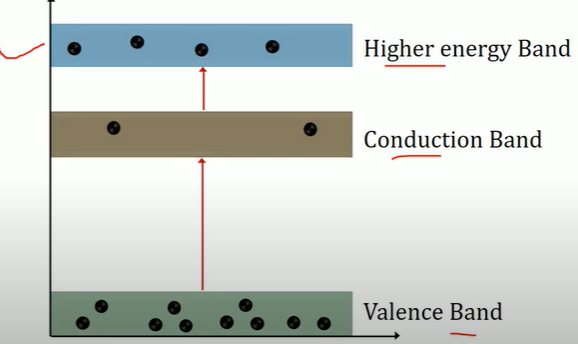 Higher energy Band
Conduction Band
Valence Band